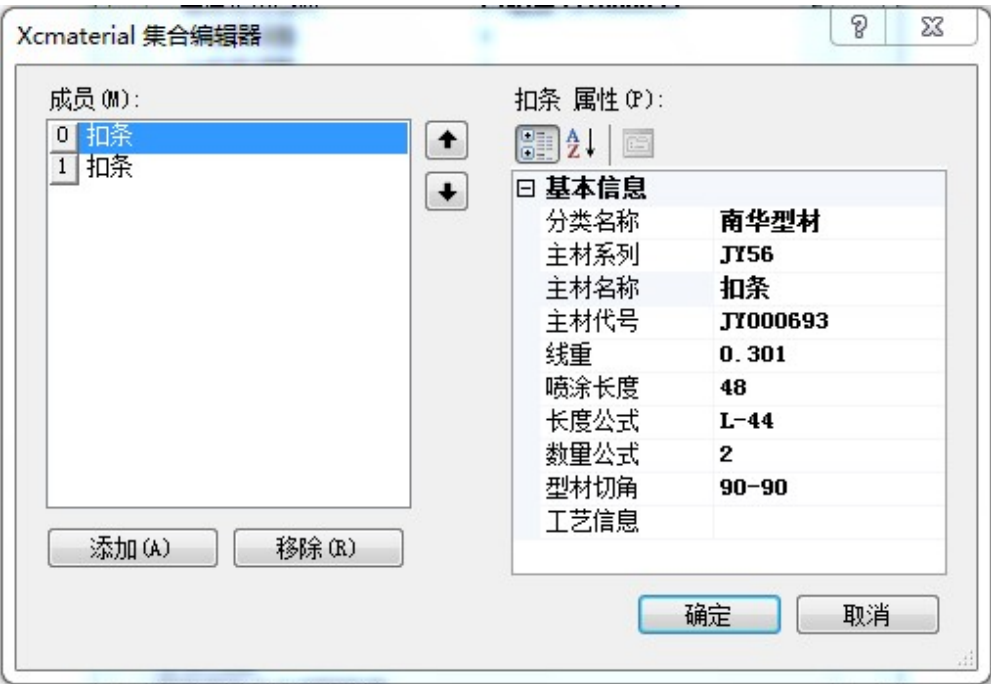 Xcmaterial 集合编辑器
成员(M):
0 扣条
1 扣条
添加(A)
移除(R)
扣条 属性(P):
基本信息
分类名称 南华型材
主材系列 JY56
主材名称 扣条
主材代号 JY000693
线重 0.301
喷涂长度 48
长度公式 L-44
数量公式 2
型材切角 90-90
工艺信息
确定
取消